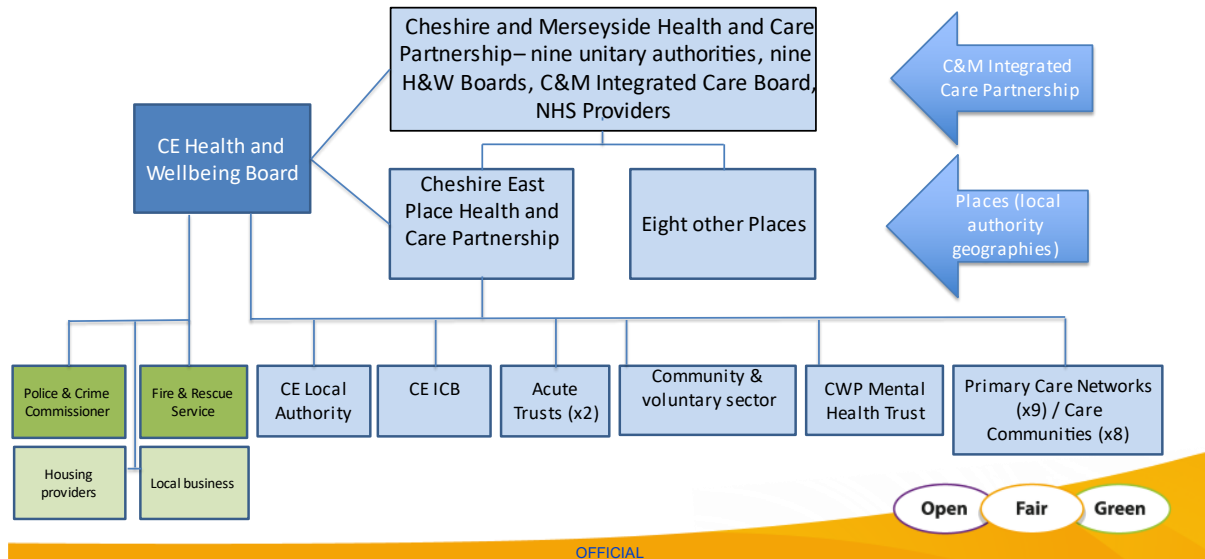 Cheshire and Merseyside Health and Care
Partnership– nine unitary authorities, nine
H&W Boards, C&M Integrated Care Board,
NHS Providers
C&M Integrated
Care Partnership
CE Health and
Wellbeing Board
Cheshire East
Place Health and
Care Partnership
Eight other Places
Places (local
authority
geographies)
Police & Crime
Commissioner
Fire & Rescue
Service
CE Local
Authority
CE ICB
Acute
Trusts (x2)
Community &
voluntary sector
CWP Mental
Health Trust
Primary Care Networks
(x9) / Care
Communities (x8)
Housing
providers
Local business
Open
Fair
Green
OFFICIAL